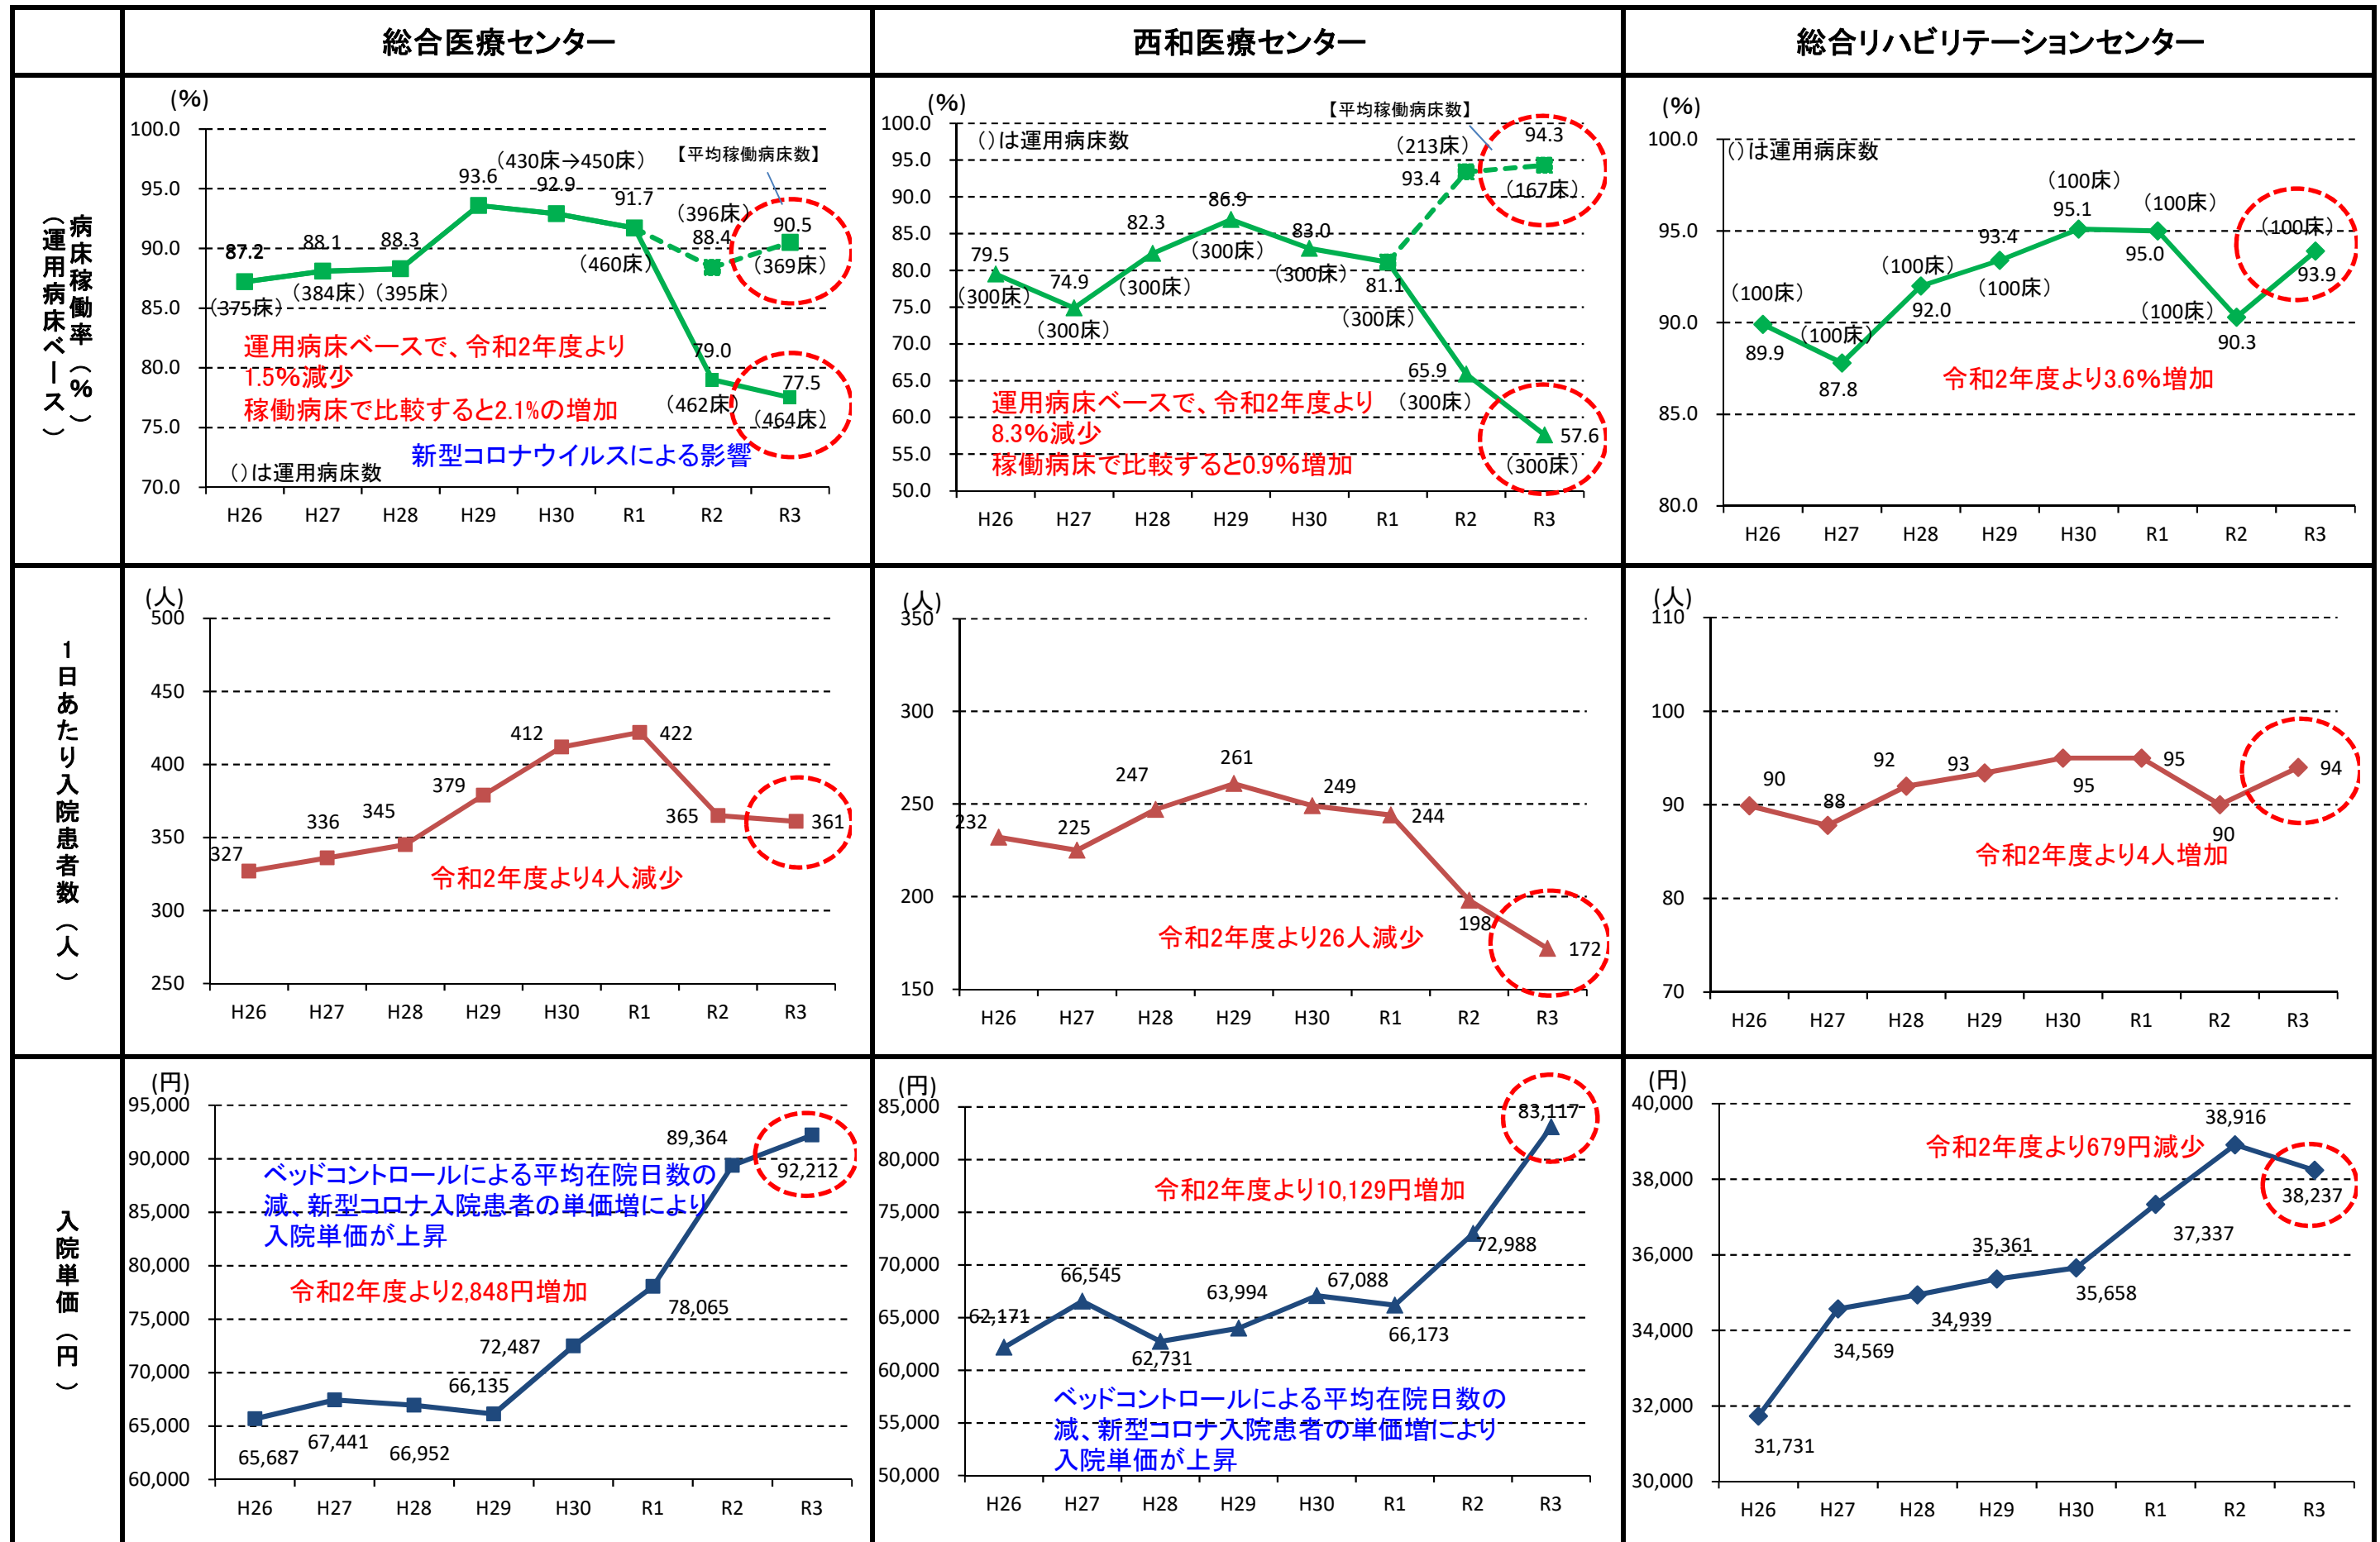 総合医療センター
西和医療センター
総合リハビリテーションセンター
病床稼働率（％）
（運用病床ベース）
(%)
100.0
95.0
90.0
85.0
80.0
75.0
70.0
87.2
88.1
88.3
93.6
92.9
91.7
88.4
90.5
79.0
77.5
（375床）
（384床）
（395床）
（430床→450床）
（460床）
（396床）
（369床）
（462床）
（464床）
【平均稼働病床数】
運用病床ベースで、令和2年度より
1.5％減少
稼働病床で比較すると2.1％の増加
新型コロナウイルスによる影響
（）は運用病床数
H26 H27 H28 H29 H30 R1 R2 R3
(%)
100.0
95.0
90.0
85.0
80.0
75.0
70.0
65.0
60.0
55.0
50.0
（）は運用病床数
【平均稼働病床数】
79.5
74.9
82.3
86.9
83.0
81.1
93.4
94.3
65.9
57.6
（300床）
（300床）
（300床）
（300床）
（300床）
（300床）
（213床）
（167床）
（300床）
（300床）
運用病床ベースで、令和2年度より
8.3％減少
稼働病床で比較すると0.9％増加
H26 H27 H28 H29 H30 R1 R2 R3
(%)
100.0
95.0
90.0
85.0
80.0
（）は運用病床数
（100床）
（100床）
（100床）
（100床）
（100床）
（100床）
（100床）
（100床）
89.9
87.8
92.0
93.4
95.1
95.0
90.3
93.9
令和2年度より3.6％増加
H26 H27 H28 H29 H30 R1 R2 R3
1日あたり入院患者数（人）
(人)
500
450
400
350
300
250
327
336
345
379
412
422
365
361
令和2年度より4人減少
H26 H27 H28 H29 H30 R1 R2 R3
(人)
350
300
250
200
150
232
225
247
261
249
244
198
172
令和2年度より26人減少
H26 H27 H28 H29 H30 R1 R2 R3
(人)
110
100
90
80
70
90
88
92
93
95
95
90
94
令和2年度より4人増加
H26 H27 H28 H29 H30 R1 R2 R3
入院単価（円）
(円)
95,000
90,000
85,000
80,000
75,000
70,000
65,000
60,000
65,687
67,441
66,952
66,135
72,487
78,065
89,364
92,212
ベッドコントロールによる平均在院日数の
減、新型コロナ入院患者の単価増により
入院単価が上昇
令和2年度より2,848円増加
H26 H27 H28 H29 H30 R1 R2 R3
(円)
85,000
80,000
75,000
70,000
65,000
60,000
55,000
50,000
62,171
66,545
62,731
63,994
67,088
66,173
72,988
83,117
令和2年度より10,129円増加
ベッドコントロールによる平均在院日数の
減、新型コロナ入院患者の単価増により
入院単価が上昇
H26 H27 H28 H29 H30 R1 R2 R3
(円)
40,000
38,000
36,000
34,000
32,000
30,000
31,731
34,569
34,939
35,361
35,658
37,337
38,916
38,237
令和2年度より679円減少
H26 H27 H28 H29 H30 R1 R2 R3